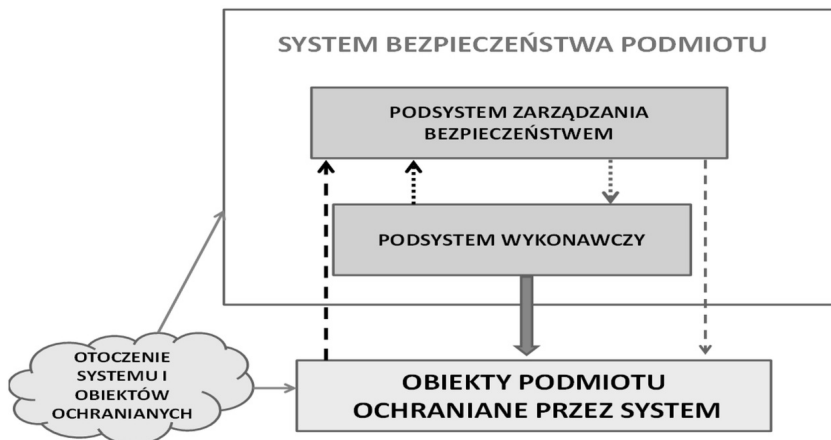 SYSTEM BEZPIECZEŃSTWA PODMIOTU
PODSYSTEM ZARZĄDZANIA
BEZPIECZEŃSTWEM
PODSYSTEM WYKONAWCZY
OTOCZENIE
SYSTEMU I
OBIEKTÓW
OCHRANIANYCH
OBIEKTY PODMIOTU
OCHRANIANE PRZEZ SYSTEM